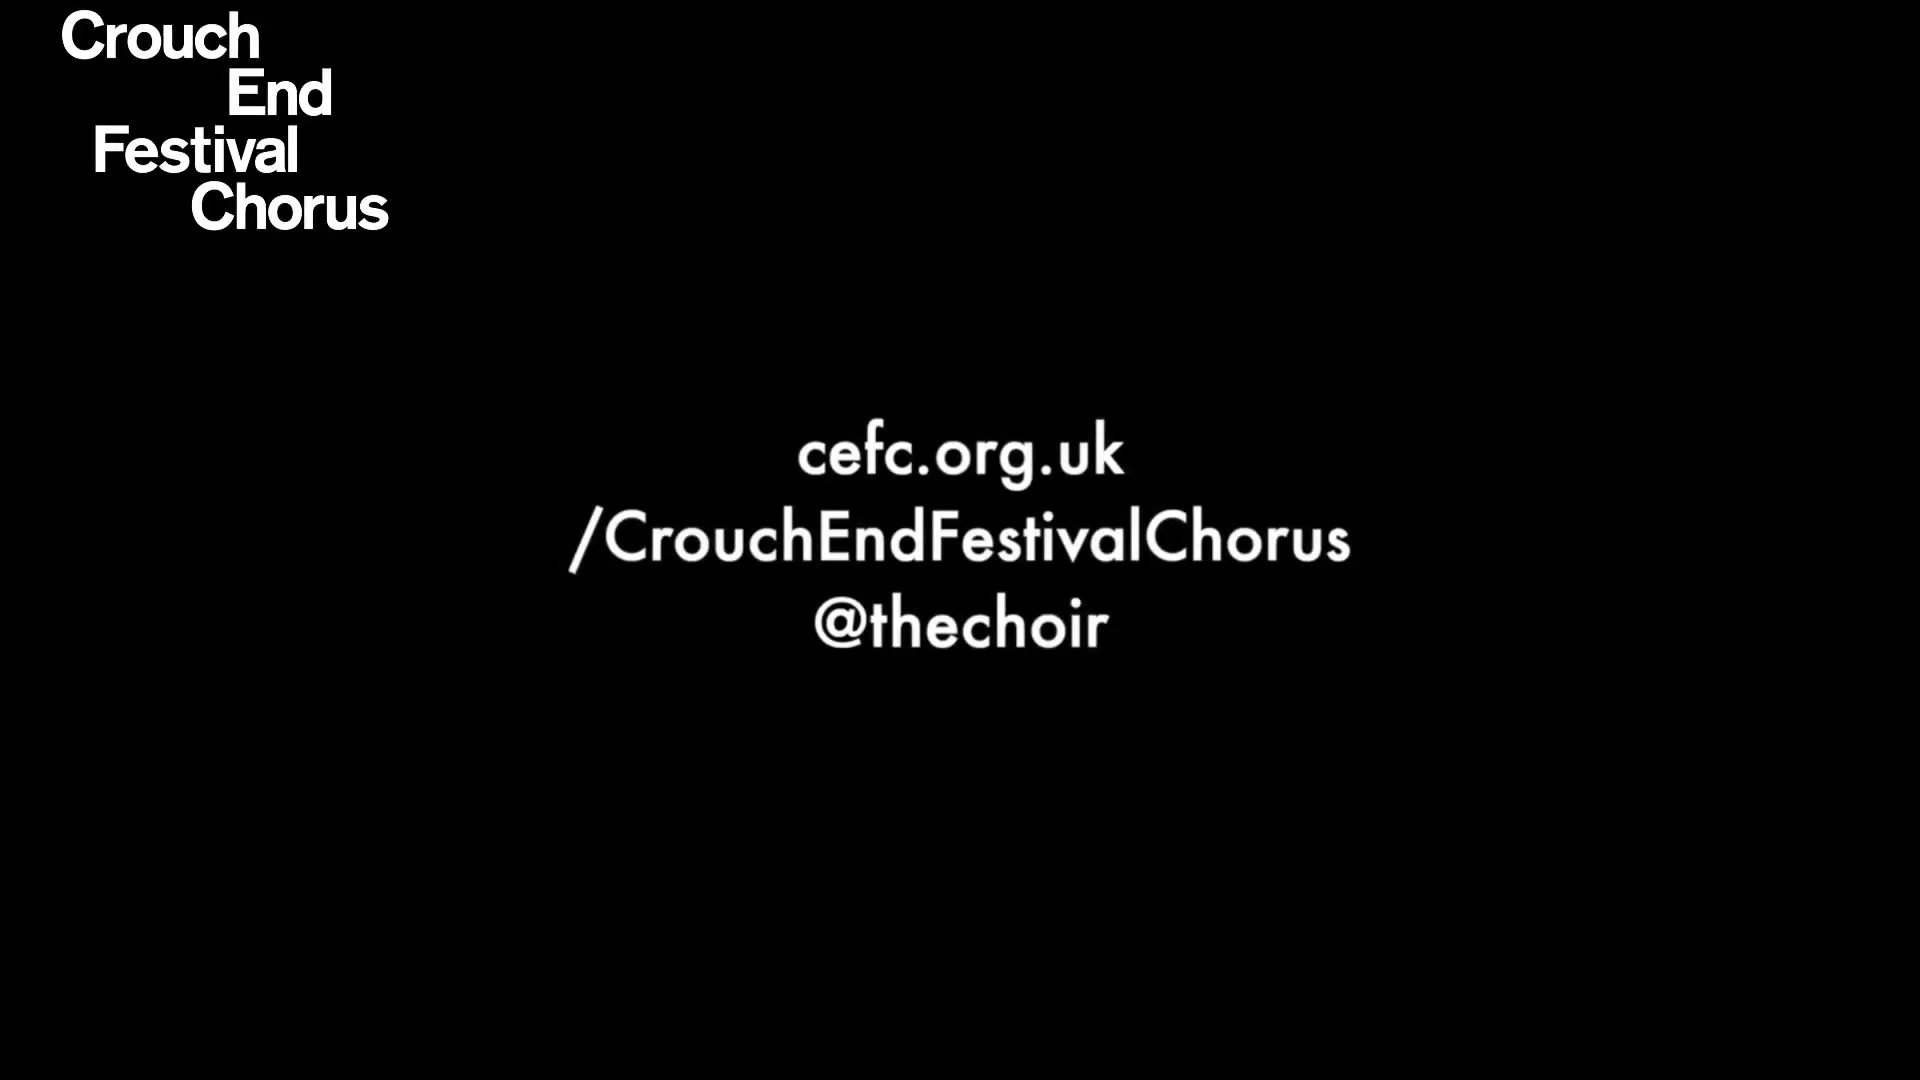 Crouch
End
Festival
Chorus
cefc.org.uk
/CrouchEndFestivalChorus
@thechoir